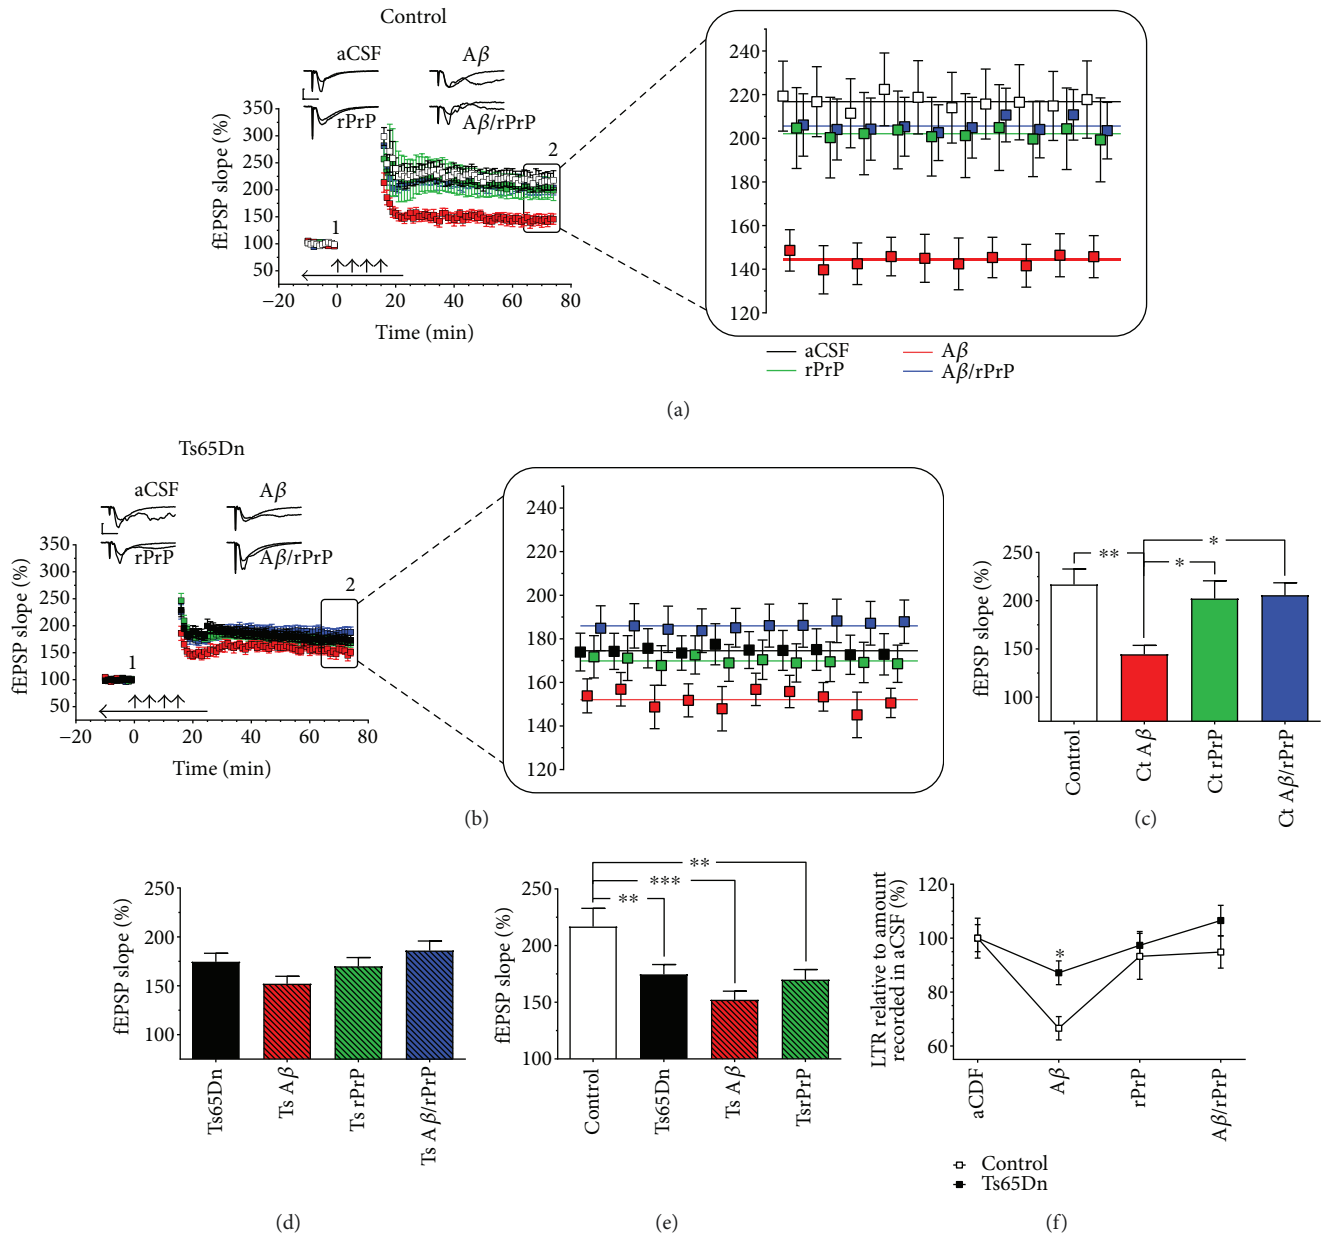 Control
aCSF
Aβ
rPrP
Aβ/rPrP
fEPSP slope (%)
350
300
250
200
150
100
50
1
2
−20
0
20
40
60
80
Time (min)
240
220
200
180
160
140
120
aCSF
Aβ
rPrP
Aβ/rPrP
(a)
Ts65Dn
aCSF
Aβ
rPrP
Aβ/rPrP
fEPSP slope (%)
350
300
250
200
150
100
50
1
2
−20
0
20
40
60
80
Time (min)
240
220
200
180
160
140
120
(b)
fEPSP slope (%)
250
200
150
100
**
*
*
Control
Ct Aβ
Ct rPrP
Ct Aβ/rPrP
(c)
fEPSP slope (%)
250
200
150
100
Ts65Dn
Ts Aβ
Ts rPrP
Ts Aβ/rPrP
(d)
fEPSP slope (%)
250
200
150
100
**
***
**
Control
Ts65Dn
Ts Aβ
TsrPrP
(e)
LTR relative to amount
recorded in aCSF (%)
120
100
80
60
*
aCDF
Aβ
rPrP
Aβ/rPrP
Control
Ts65Dn
(f)